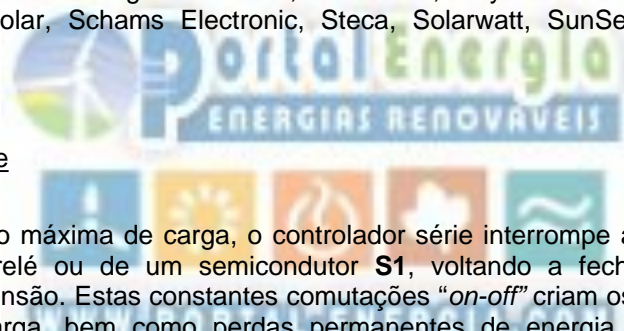 olar, Schams Electronic, Steca, Solarwatt, SunSe
Portal Energia
ENERGIAS RENOVÁVEIS
e
o máxima de carga, o controlador série interrompe a
relé ou de um semicondutor S1, voltando a fech
nsão. Estas constantes comutações “on-off” criam os
arga, bem como perdas permanentes de energia